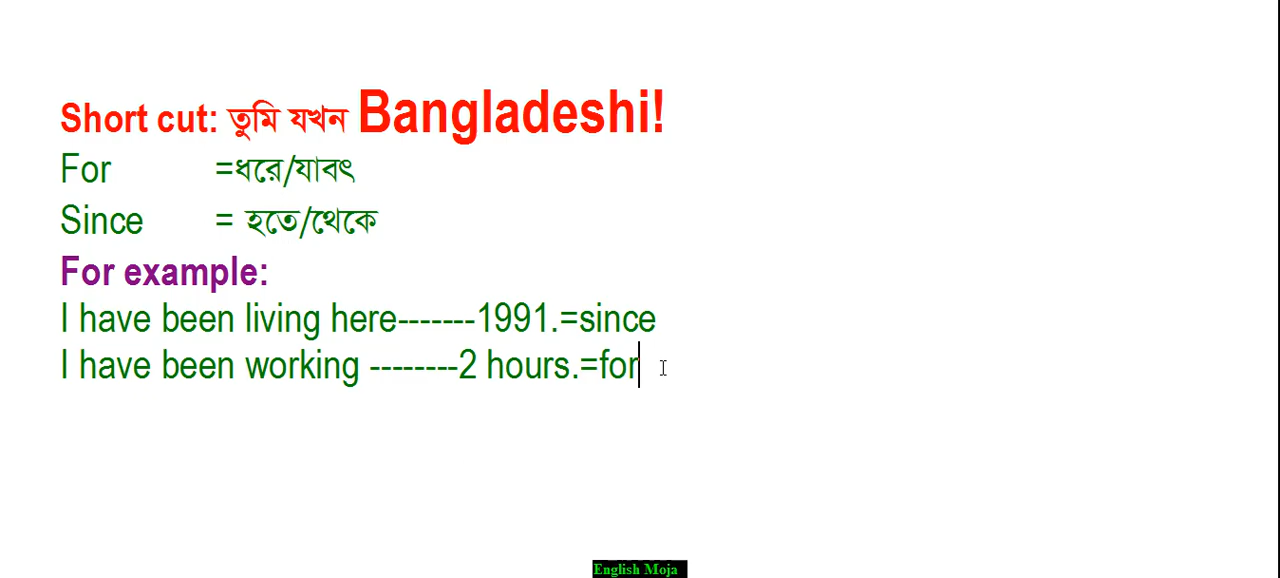 Short cut: তুমি যখন Bangladeshi!
For =ধরে/যাবৎ
Since = হতে/থেকে
For example:
I have been living here-------1991.=since
I have been working --------2 hours.=for
English Moja